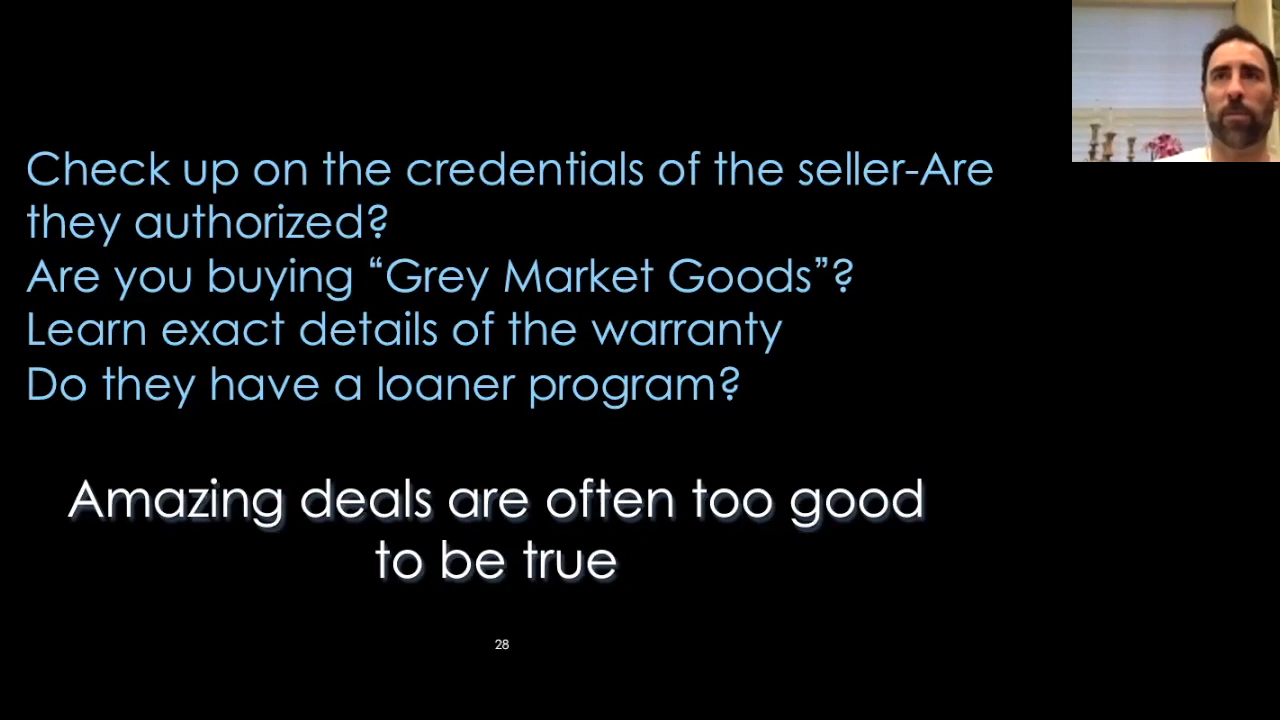 Check up on the credentials of the seller-Are
they authorized?
Are you buying “Grey Market Goods”?
Learn exact details of the warranty
Do they have a loaner program?
Amazing deals are often too good
to be true
28